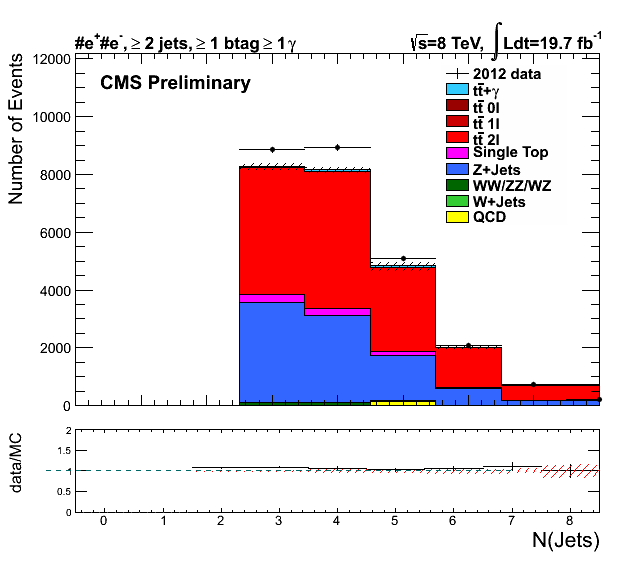 #e⁺#e⁻, ≥ 2 jets, ≥ 1 btag ≥ 1 γ
√s=8 TeV, ∫ Ldt=19.7 fb⁻¹
Number of Events
12000
10000
8000
6000
4000
2000
0
CMS Preliminary
2012 data
tt̄+γ
tt̄ 0l
tt̄ 1l
tt̄ 2l
Single Top
Z+Jets
WW/ZZ/WZ
W+Jets
QCD
data/MC
2
1.5
1
0.5
0
0 1 2 3 4 5 6 7 8
N(Jets)